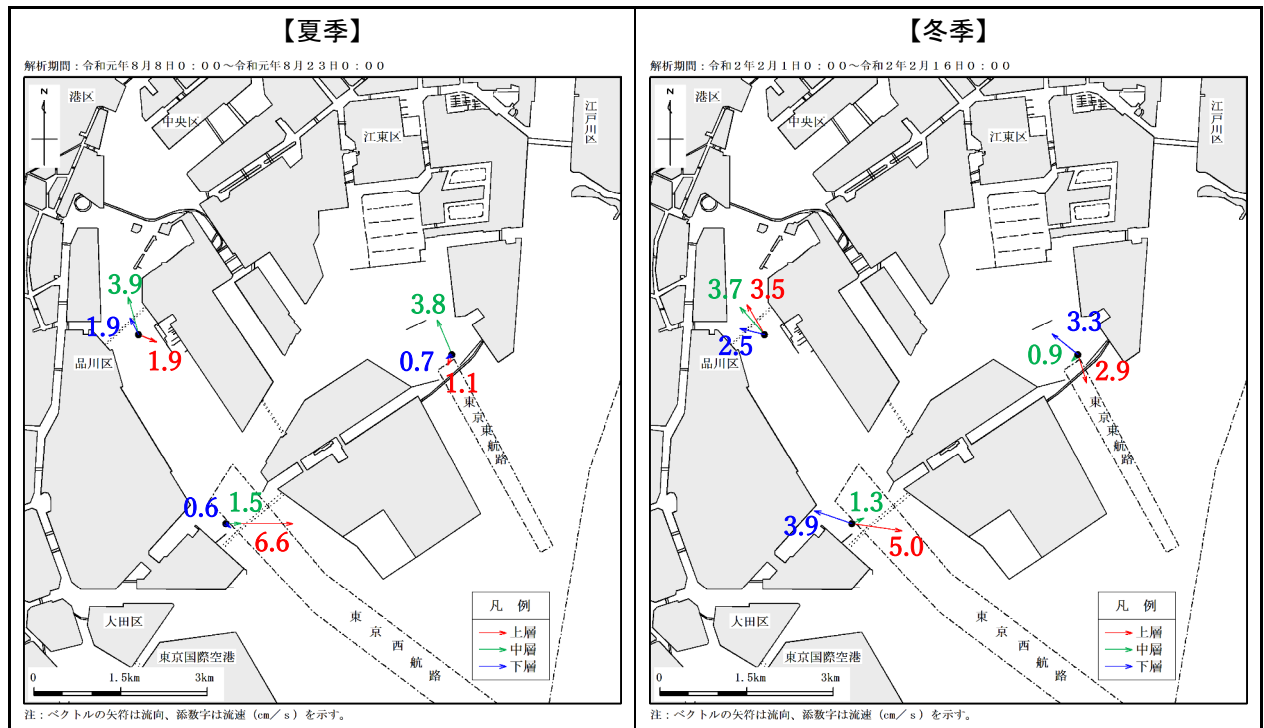 【夏季】
解析期間：令和元年８月８日０：００～令和元年８月２３日０：００
N
港区
中央区
江東区
江戸川区
3.9
1.9
1.9
品川区
3.8
0.7
1.1
東京東航路
0.6
1.5
6.6
大田区
東京国際空港
東京西航路
凡 例
上層
中層
下層
0 1.5km 3km
注：ベクトルの矢符は流向、添数字は流速（cm／s）を示す。
【冬季】
解析期間：令和２年２月１日０：００～令和２年２月１６日０：００
N
港区
中央区
江東区
江戸川区
3.7
3.5
2.5
品川区
3.3
0.9
2.9
東京東航路
1.3
3.9
5.0
大田区
東京国際空港
東京西航路
凡 例
上層
中層
下層
0 1.5km 3km
注：ベクトルの矢符は流向、添数字は流速（cm／s）を示す。